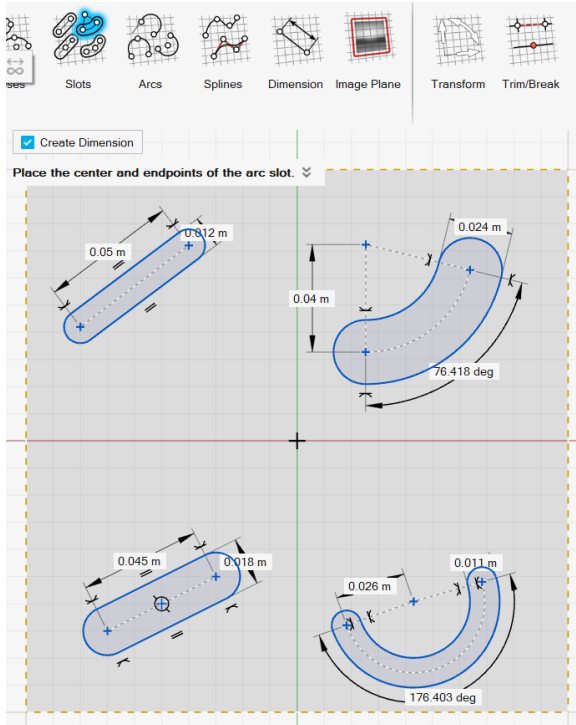 ses
Slots
Arcs
Splines
Dimension
Image Plane
Transform
Trim/Break
Create Dimension
Place the center and endpoints of the arc slot.
0.012 m
0.05 m
0.024 m
0.04 m
76.418 deg
0.045 m
0.018 m
0.011 m
0.026 m
176.403 deg